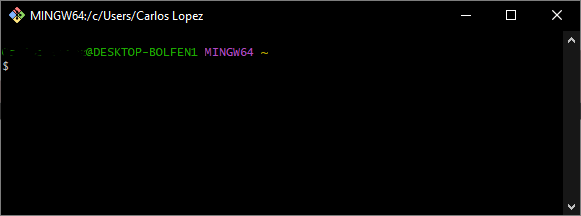 MINGW64:/c/Users/Carlos Lopez
@DESKTOP-BOLFEN1 MINGW64 ~
$